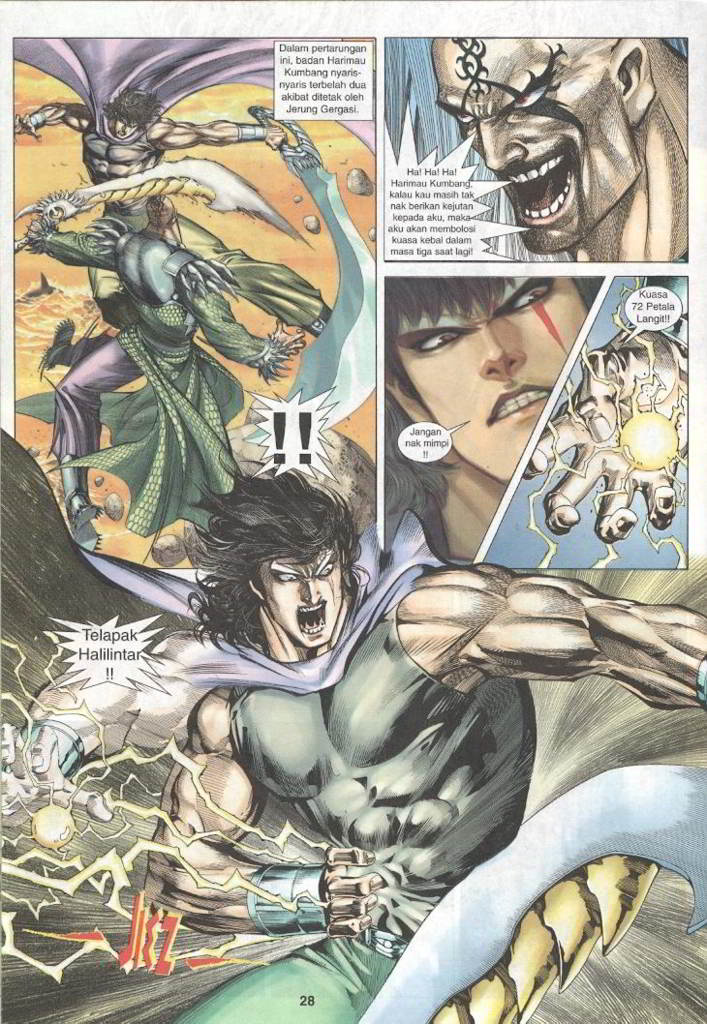 Dalam pertarungan
ini, badan Harimau
Kumbang nyaris-
nyaris terbelah dua
akibat ditetak oleh
Jerung Gergasi.
Ha! Ha! Ha!
Harimau Kumbang,
kalau kau masih tak
nak berikan kejutan
kepada aku, maka
aku akan membolosi
kuasa kebal dalam
masa tiga saat lagi!
Jangan
nak mimpi
!!
Kuasa
72 Petala
Langit!!
!!
Telapak
Halilintar
!!
28